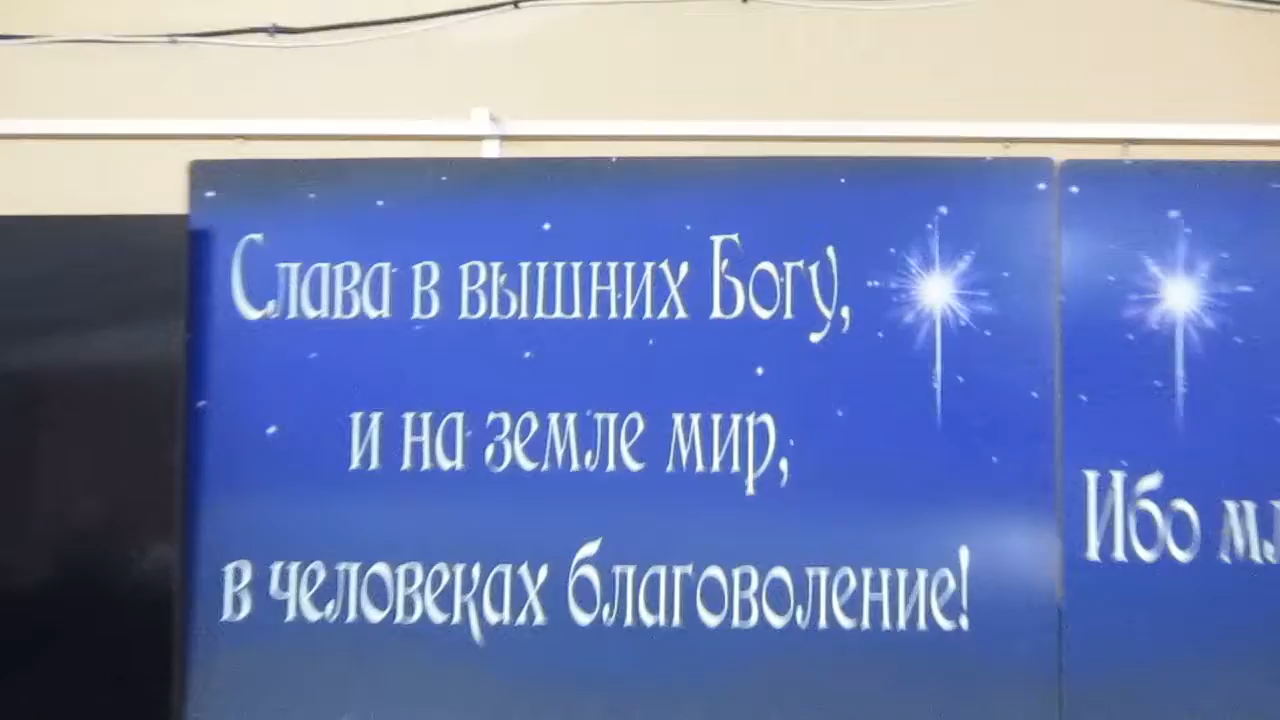 Слава в вышних Богу,
и на земле мир,
в человеках благоволение!
Ибо